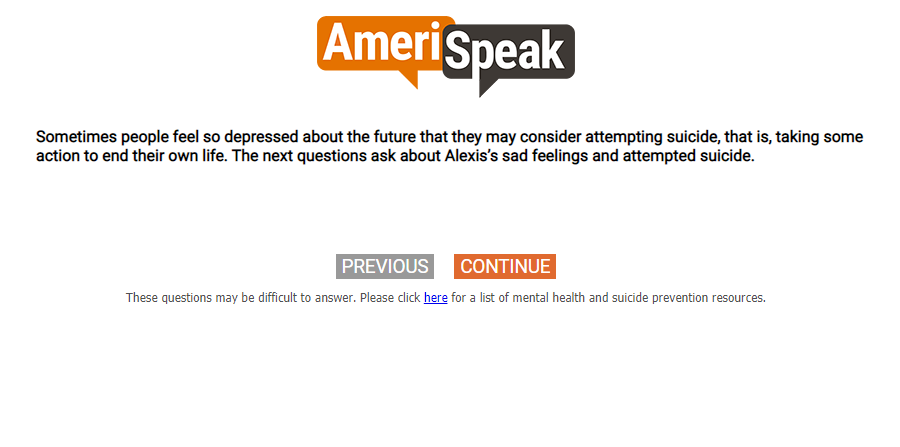 AmeriSpeak
Sometimes people feel so depressed about the future that they may consider attempting suicide, that is, taking some
action to end their own life. The next questions ask about Alexis’s sad feelings and attempted suicide.
PREVIOUS CONTINUE
These questions may be difficult to answer. Please click here for a list of mental health and suicide prevention resources.